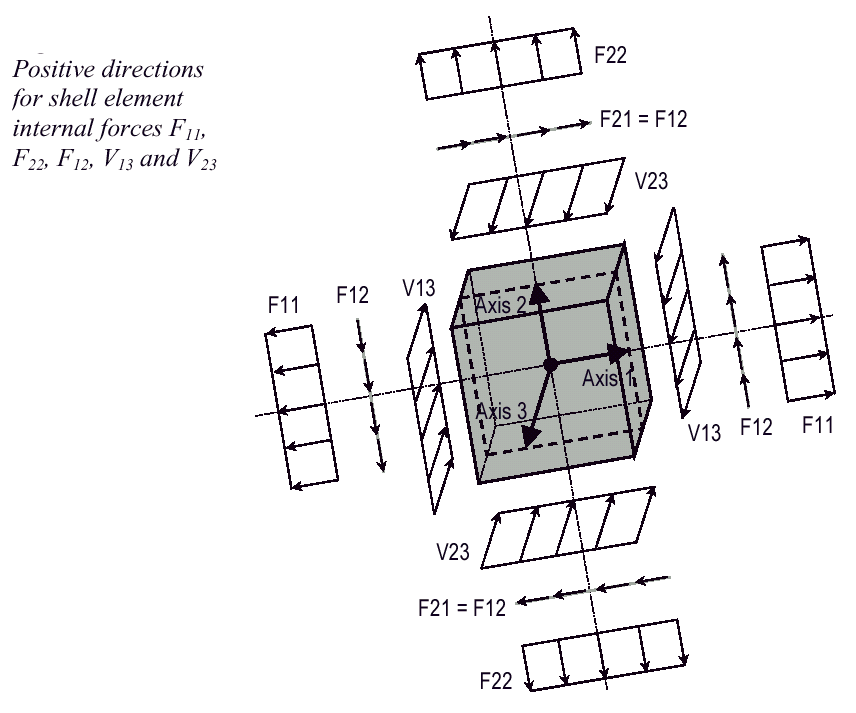 Positive directions
for shell element
internal forces F11,
F22, F12, V13 and V23
F22
F21 = F12
V23
F11
F12
V13
Axis 2
Axis 1
Axis 3
V13
F12
F11
V23
F21 = F12
F22